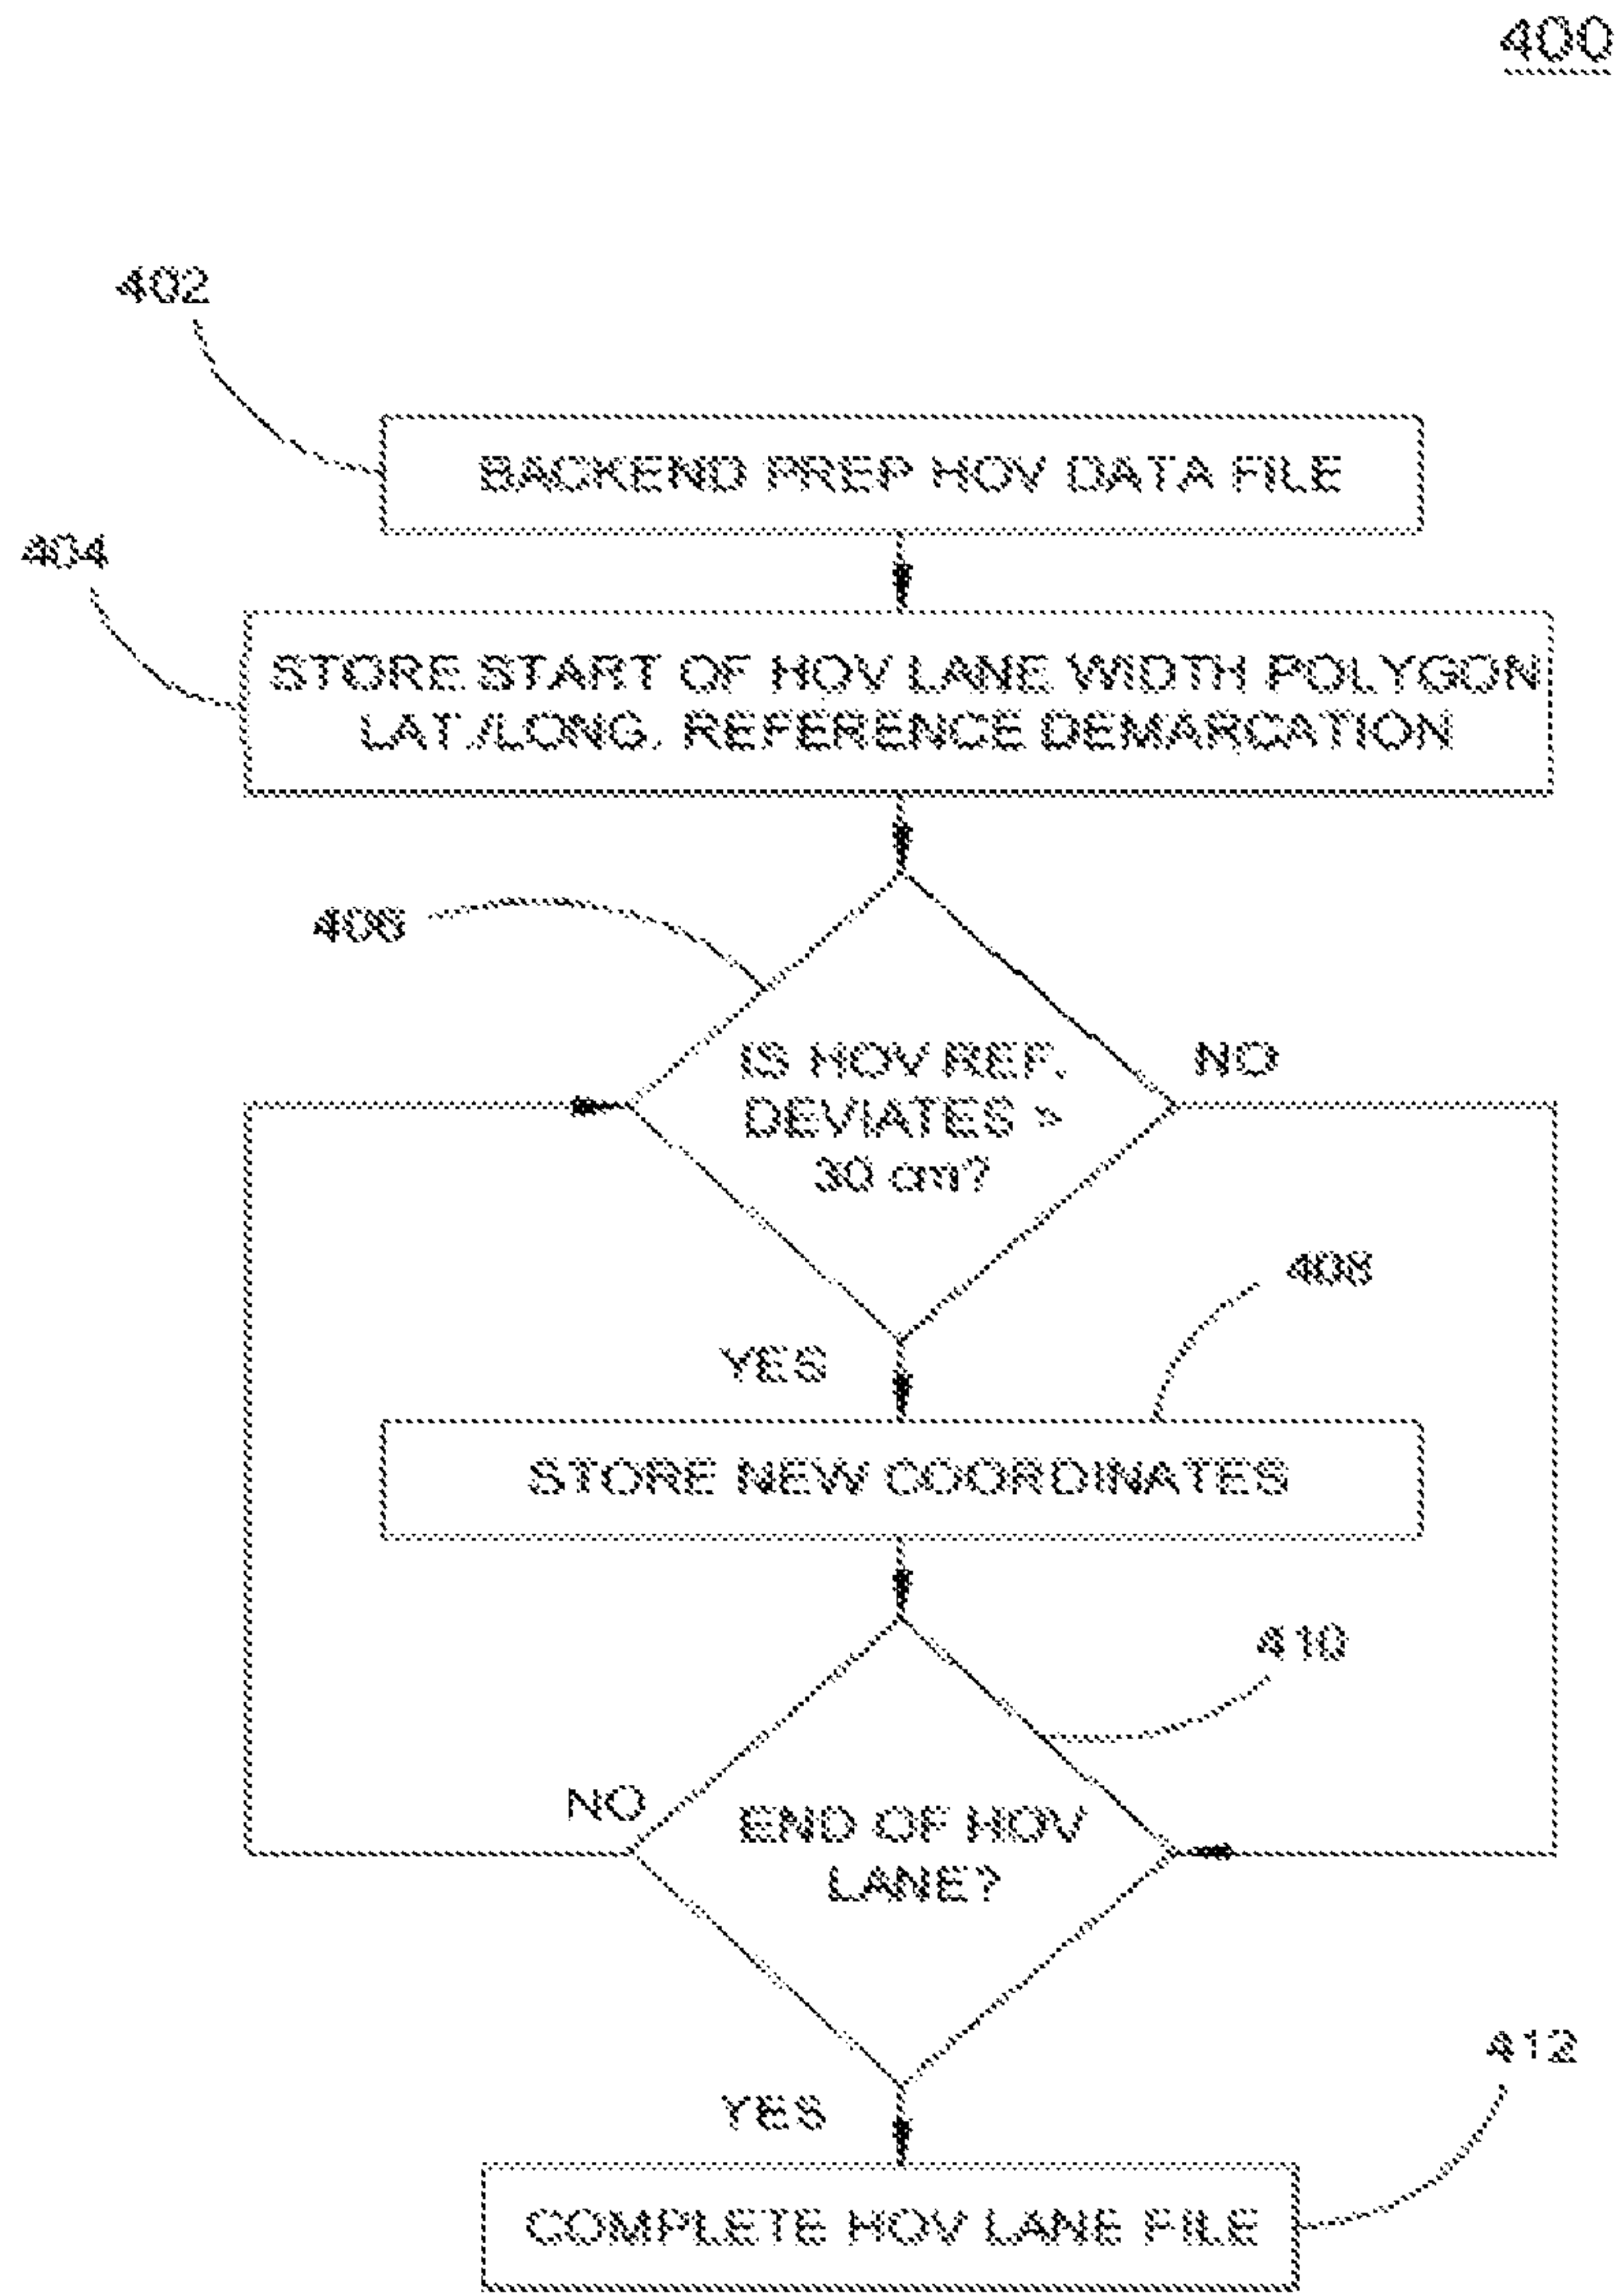 400
402
BACKEND PREP HOV DATA FILE
404
STORE START OF HOV LANE WIDTH POLYGON
LAT./LONG. REFERENCE DEMARCATION
406
IS HOV REF.
DEVIATES >
30 cm?
NO
408
YES
STORE NEW COORDINATES
410
NO
END OF HOV
LANE?
412
YES
COMPLETE HOV LANE FILE